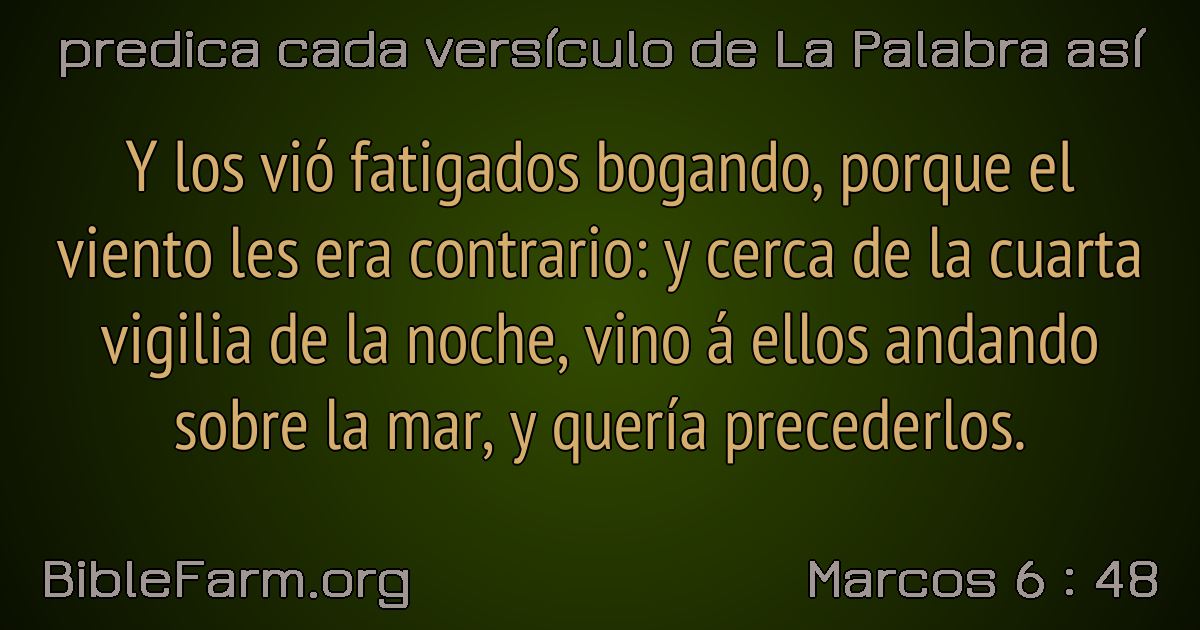 predica cada versículo de La Palabra así
Y los vió fatigados bogando, porque el
viento les era contrario: y cerca de la cuarta
vigilia de la noche, vino á ellos andando
sobre la mar, y quería precederlos.
BibleFarm.org
Marcos 6 : 48